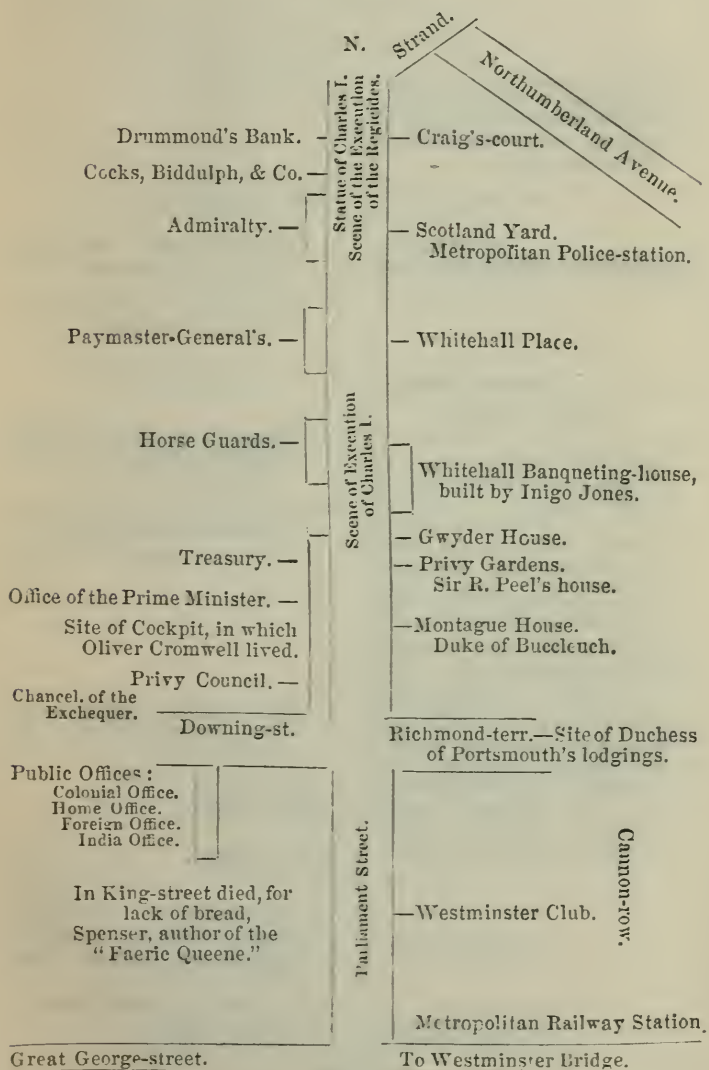 N.
Strand.
Northumberland Avenue.
Statue of Charles I.
Scene of the Execution
of the Regicides.
Drummond's Bank. —
— Craig's-court.
Cocks, Biddulph, & Co. —
Admiralty. —
— Scotland Yard.
Metropolitan Police-station.
Paymaster-General's. —
— Whitehall Place.
Scene of Execution
of Charles I.
Horse Guards. —
Whitehall Banqueting-house,
built by Inigo Jones.
— Gwyder House.
Treasury. —
— Privy Gardens.
Sir R. Peel's house.
Office of the Prime Minister. —
Site of Cockpit, in which
Oliver Cromwell lived.
— Montague House.
Duke of Buccleuch.
Privy Council. —
Chancel. of the
Exchequer.
Downing-st.
Richmond-terr.—Site of Duchess
of Portsmouth's lodgings.
Public Offices:
Colonial Office.
Home Office.
Foreign Office.
India Office.
Parliament Street.
Cannon-row.
In King-street died, for
lack of bread,
Spenser, author of the
"Faerie Queene."
— Westminster Club.
Metropolitan Railway Station.
Great George-street.
To Westminster Bridge.